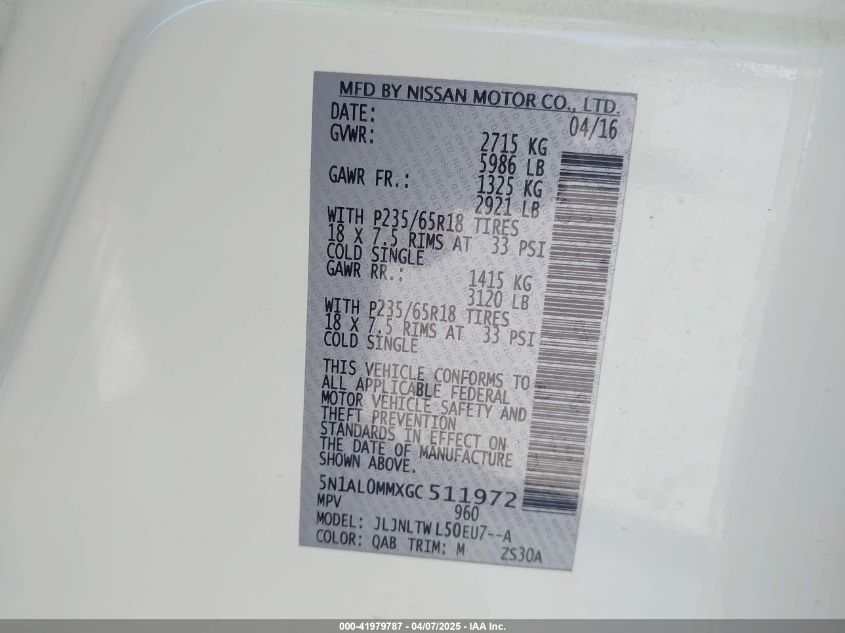 MFD BY NISSAN MOTOR CO., LTD.
DATE: 04/16
GVWR: 2715 KG
5986 LB
GAWR FR.: 1325 KG
2921 LB
WITH P235/65R18 TIRES
18 X 7.5 RIMS AT 33 PSI
COLD SINGLE
GAWR RR.: 1415 KG
3120 LB
WITH P235/65R18 TIRES
18 X 7.5 RIMS AT 33 PSI
COLD SINGLE
THIS VEHICLE CONFORMS TO
ALL APPLICABLE FEDERAL
MOTOR VEHICLE SAFETY AND
THEFT PREVENTION
STANDARDS IN EFFECT ON
THE DATE OF MANUFACTURE
SHOWN ABOVE.
5N1AL0MMXGC 511972
MPV 960
MODEL: JLJNLTW L50EU7--A
COLOR: QAB TRIM: M ZS30A
000-41979787 - 04/07/2025 - IAA Inc.